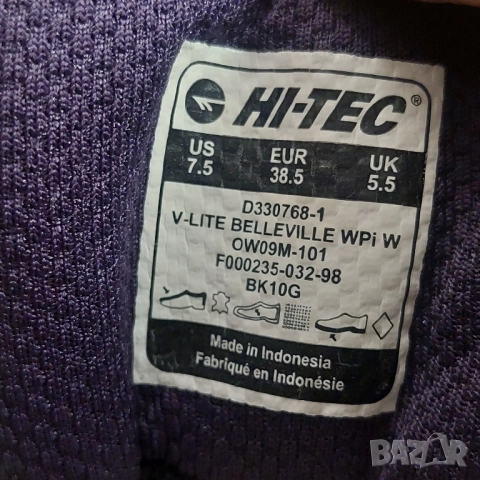 HI-TEC®
US EUR UK
7.5 38.5 5.5
D330768-1
V-LITE BELLEVILLE WPi W
OW09M-101
F000235-032-98
BK10G
Made in Indonesia
Fabriqué en Indonésie
BAZAR